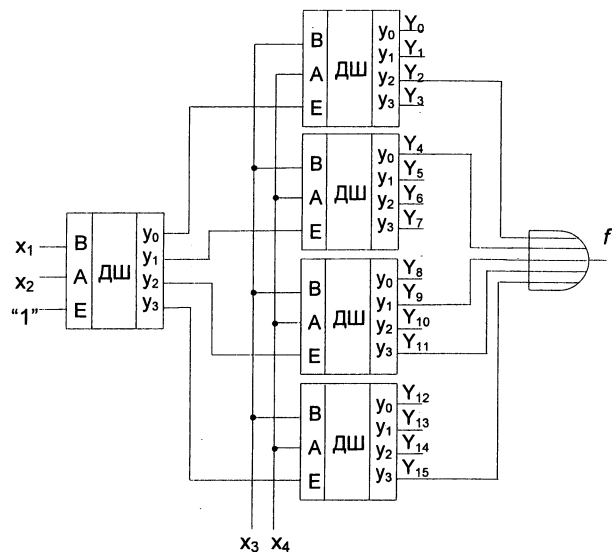 B A E ДШ y₀ y₁ y₂ y₃ Y₀ Y₁ Y₂ Y₃
B A E ДШ y₀ y₁ y₂ y₃ Y₄ Y₅ Y₆ Y₇
x₁ x₂ "1" B A E ДШ y₀ y₁ y₂ y₃
f
B A E ДШ y₀ y₁ y₂ y₃ Y₈ Y₉ Y₁₀ Y₁₁
B A E ДШ y₀ y₁ y₂ y₃ Y₁₂ Y₁₃ Y₁₄ Y₁₅
x₃ x₄